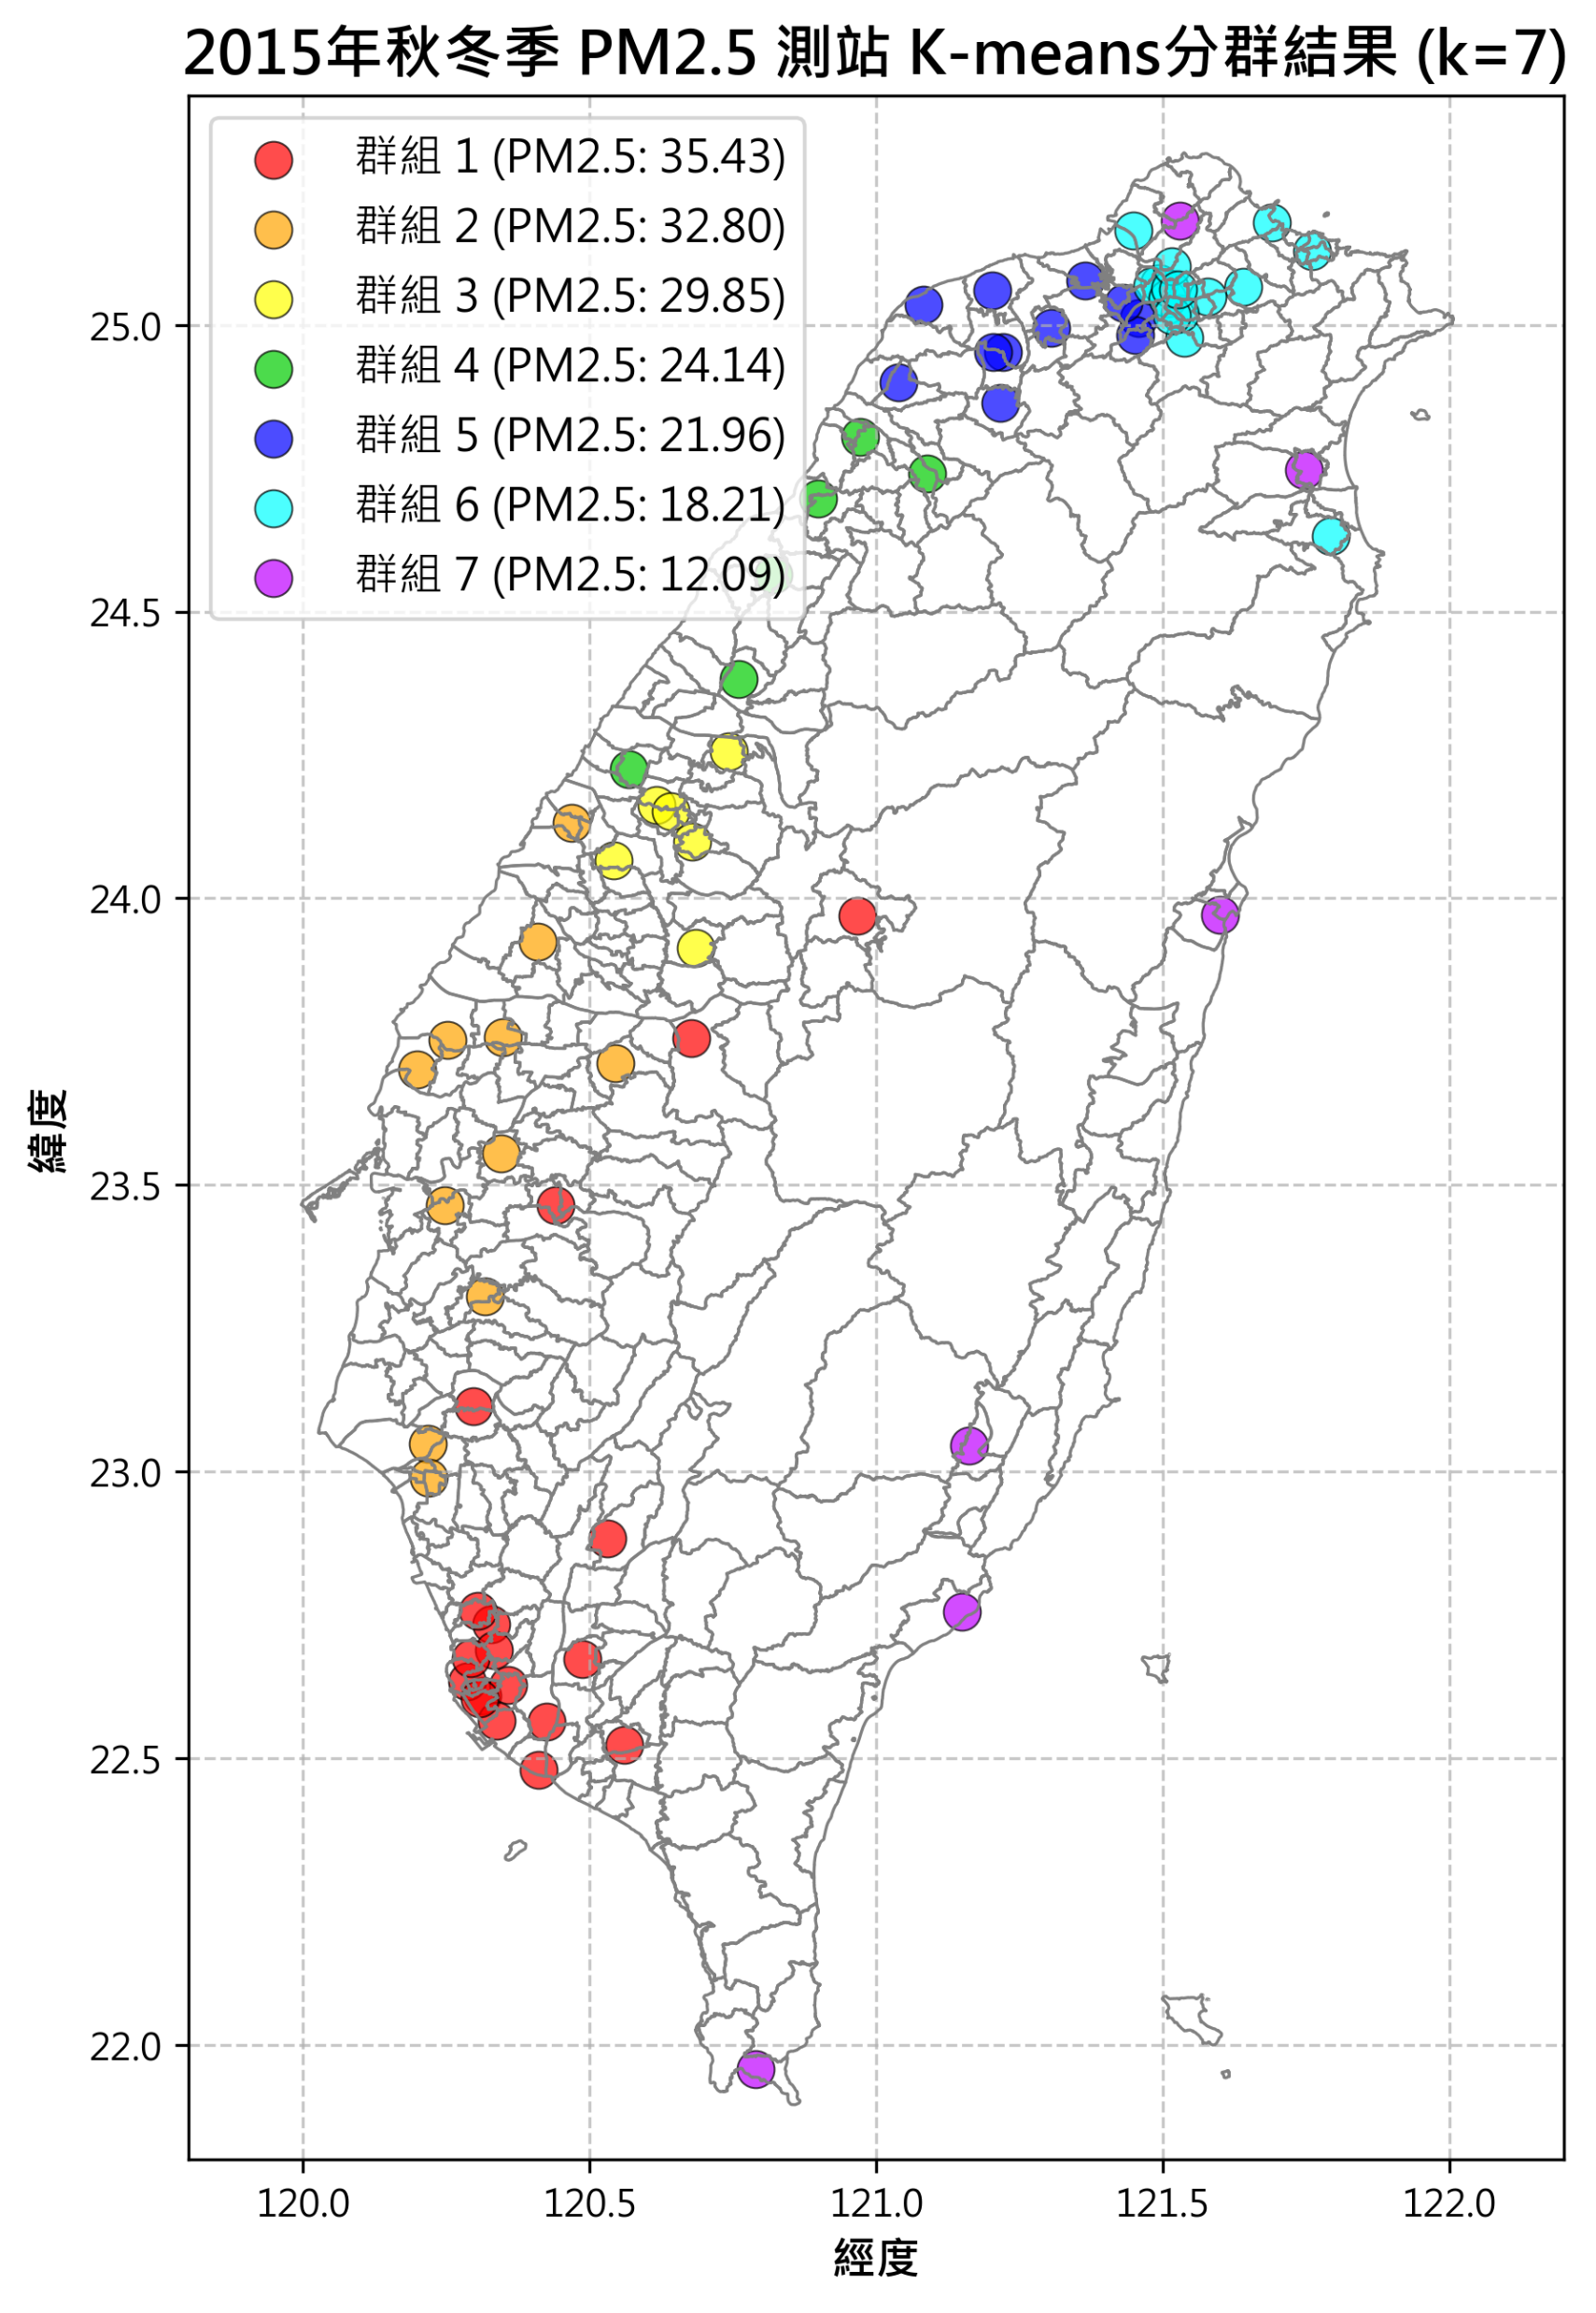 2015年秋冬季 PM2.5 測站 K-means分群結果 (k=7)
群組 1 (PM2.5: 35.43)
群組 2 (PM2.5: 32.80)
群組 3 (PM2.5: 29.85)
群組 4 (PM2.5: 24.14)
群組 5 (PM2.5: 21.96)
群組 6 (PM2.5: 18.21)
群組 7 (PM2.5: 12.09)
緯度
25.0
24.5
24.0
23.5
23.0
22.5
22.0
120.0 120.5 121.0 121.5 122.0
經度